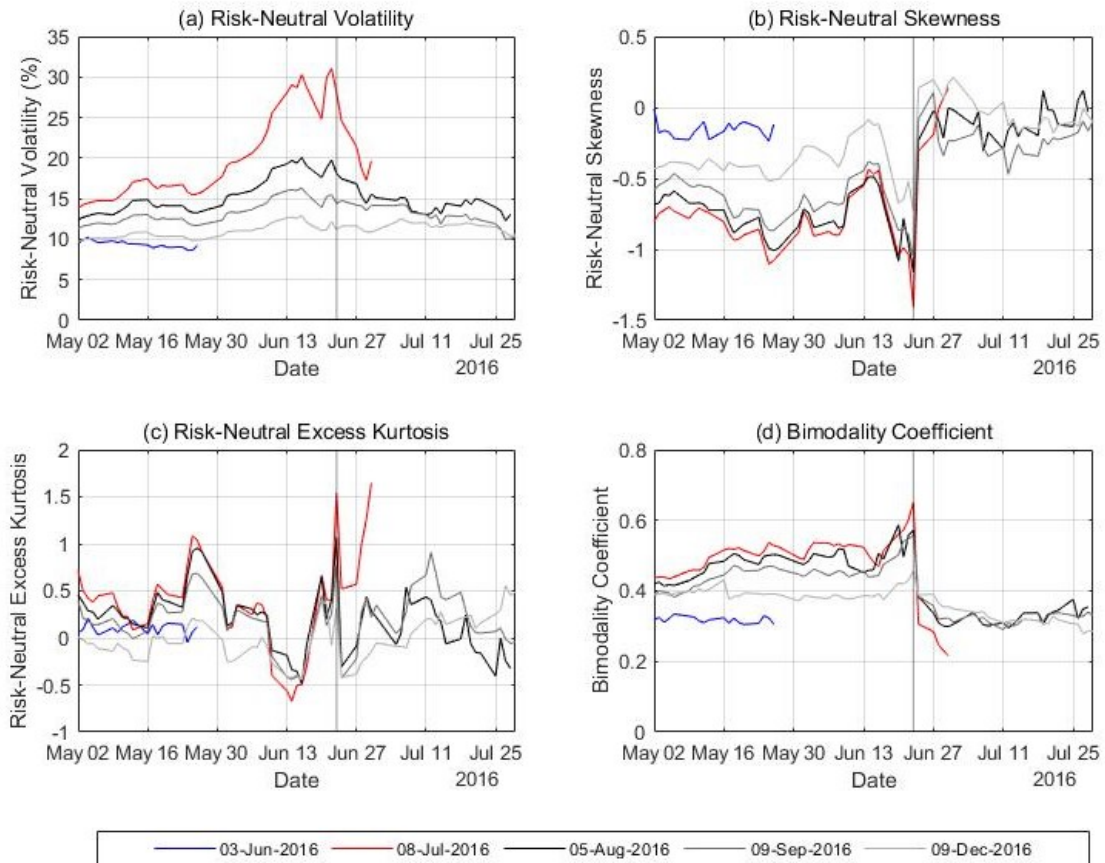 (a) Risk-Neutral Volatility
Risk-Neutral Volatility (%)
35
30
25
20
15
10
5
0
May 02 May 16 May 30 Jun 13 Jun 27 Jul 11 Jul 25
Date
2016
(b) Risk-Neutral Skewness
Risk-Neutral Skewness
0.5
0
-0.5
-1
-1.5
May 02 May 16 May 30 Jun 13 Jun 27 Jul 11 Jul 25
Date
2016
(c) Risk-Neutral Excess Kurtosis
Risk-Neutral Excess Kurtosis
2
1.5
1
0.5
0
-0.5
-1
May 02 May 16 May 30 Jun 13 Jun 27 Jul 11 Jul 25
Date
2016
(d) Bimodality Coefficient
Bimodality Coefficient
0.8
0.6
0.4
0.2
0
May 02 May 16 May 30 Jun 13 Jun 27 Jul 11 Jul 25
Date
2016
03-Jun-2016 08-Jul-2016 05-Aug-2016 09-Sep-2016 09-Dec-2016